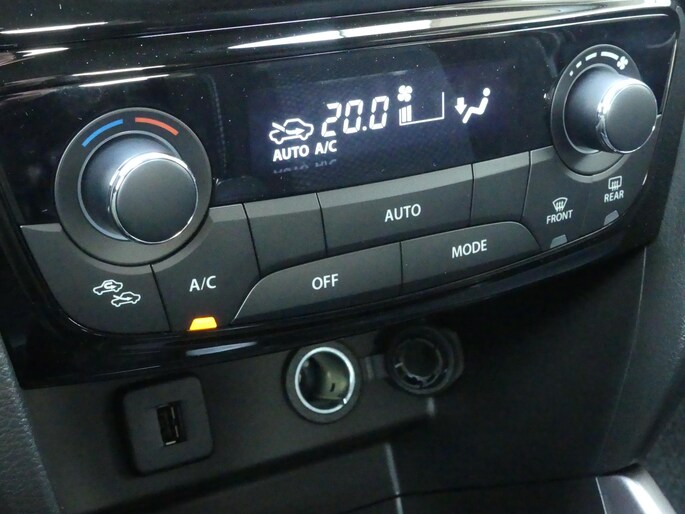 20.0
AUTO A/C
AUTO
A/C
OFF
MODE
FRONT
REAR